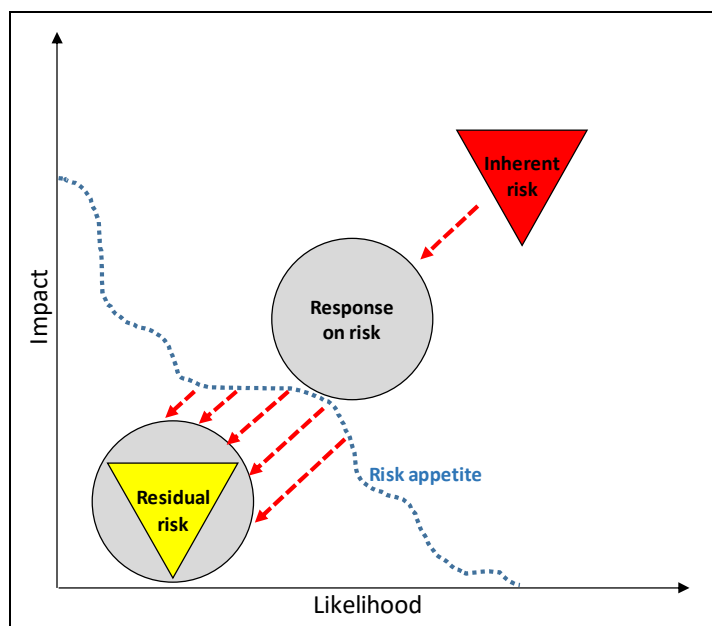 Inherent
risk
Response
on risk
Impact
Risk appetite
Residual
risk
Likelihood